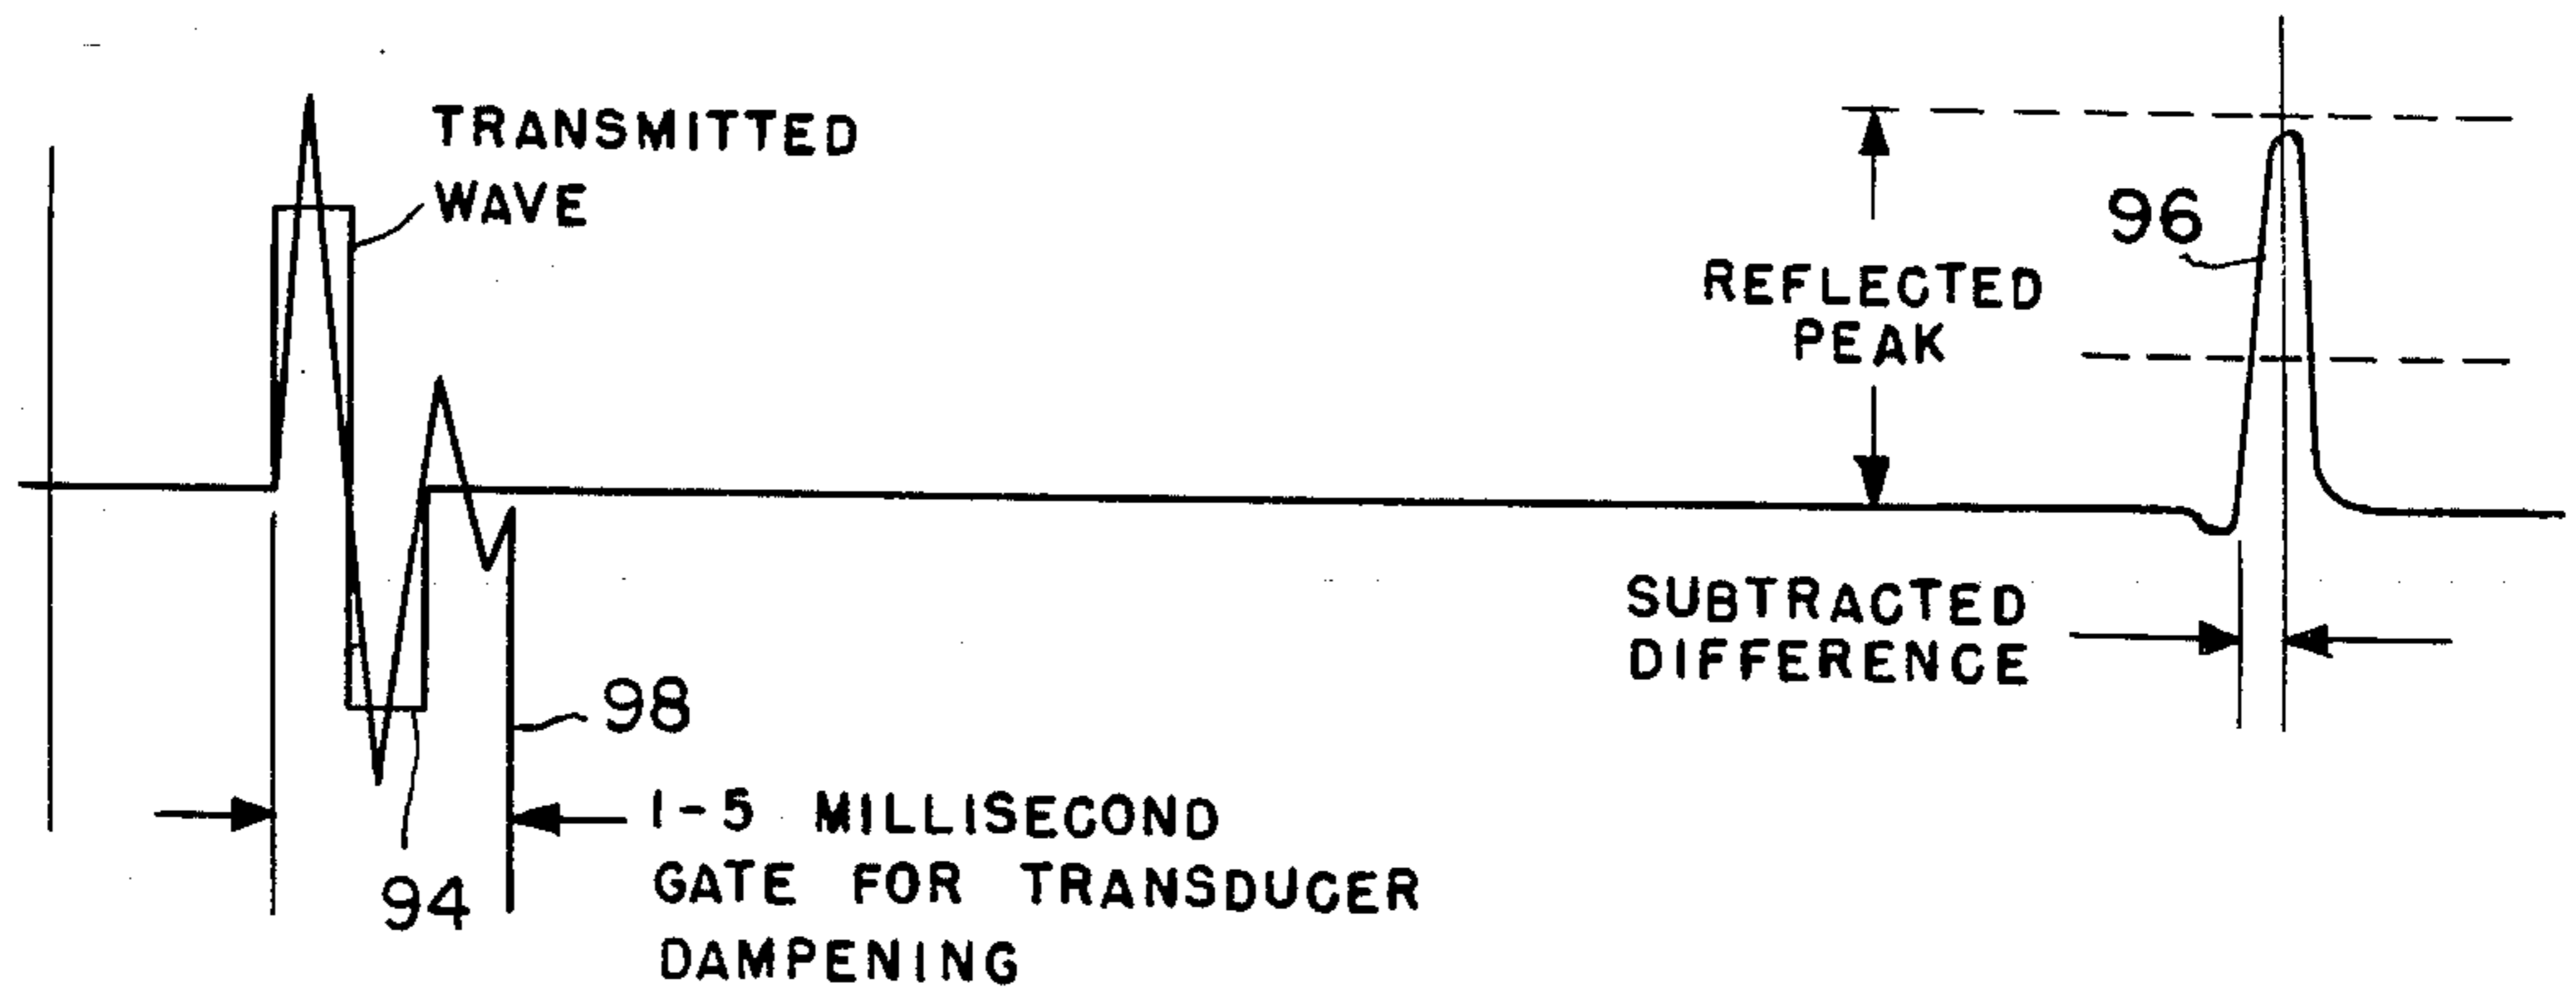 TRANSMITTED
WAVE
96
REFLECTED
PEAK
SUBTRACTED
DIFFERENCE
98
94
1-5 MILLISECOND
GATE FOR TRANSDUCER
DAMPENING